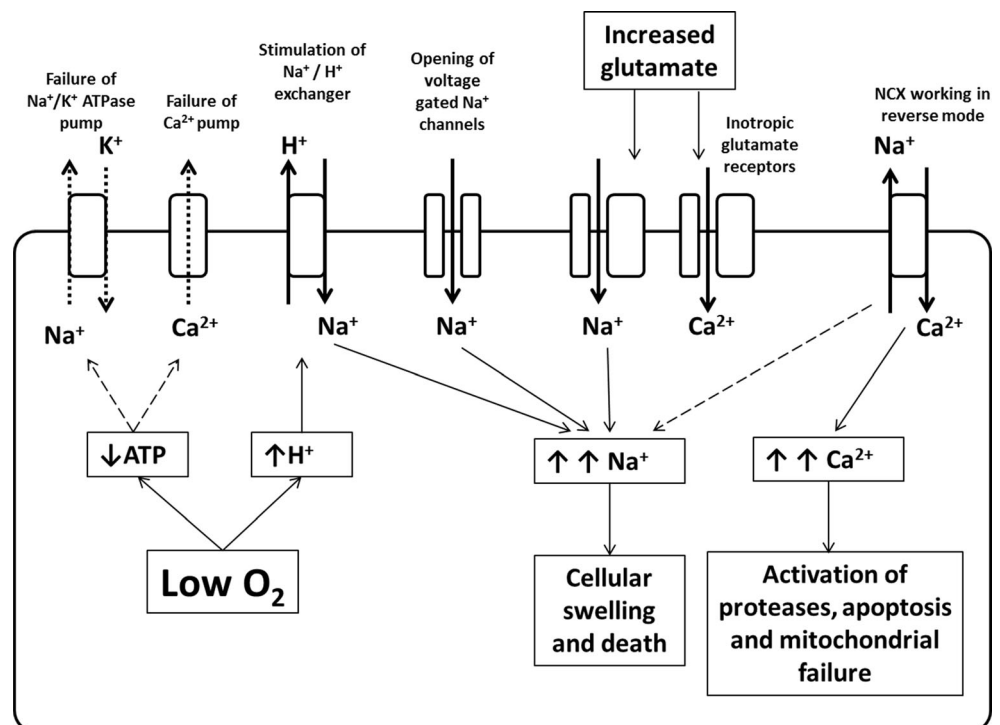 Failure of
Na⁺/K⁺ ATPase
pump
K⁺
Na⁺
Failure of
Ca²⁺ pump
Ca²⁺
Stimulation of
Na⁺ / H⁺
exchanger
H⁺
Na⁺
Opening of
voltage
gated Na⁺
channels
Na⁺
Increased
glutamate
Inotropic
glutamate
receptors
Na⁺
Ca²⁺
NCX working in
reverse mode
Na⁺
Ca²⁺
↓ATP
↑H⁺
↑ ↑ Na⁺
↑ ↑ Ca²⁺
Low O₂
Cellular
swelling
and death
Activation of
proteases, apoptosis
and mitochondrial
failure